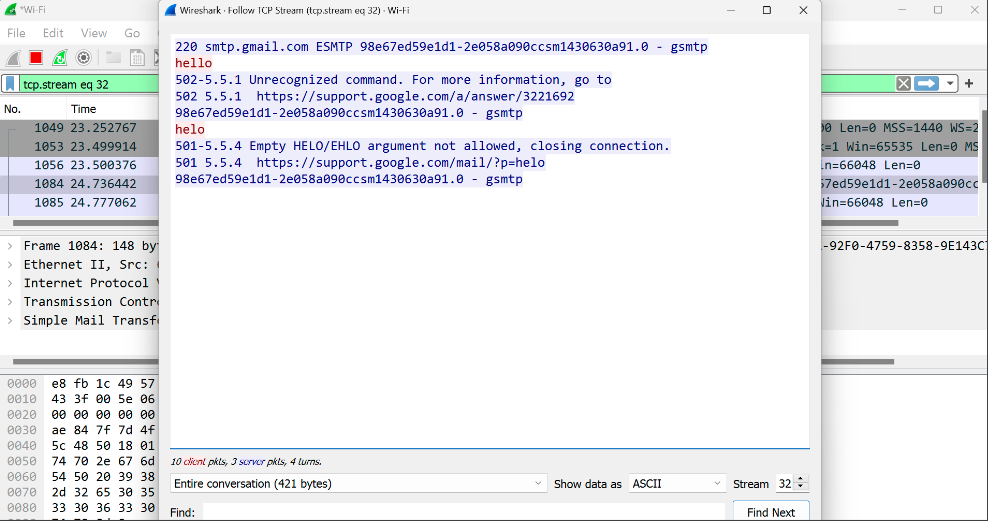 *Wi-Fi
Wireshark · Follow TCP Stream (tcp.stream eq 32) · Wi-Fi
File Edit View Go
tcp.stream eq 32
No. Time
1049 23.252767
1053 23.499914
1056 23.500376
1084 24.736442
1085 24.777062
00 Len=0 MSS=1440 WS=2
=1 Win=65535 Len=0 MS
n=66048 Len=0
7ed59e1d1-2e058a090cc
in=66048 Len=0
220 smtp.gmail.com ESMTP 98e67ed59e1d1-2e058a090ccsm1430630a91.0 - gsmtp
hello
502-5.5.1 Unrecognized command. For more information, go to
502 5.5.1  https://support.google.com/a/answer/3221692
98e67ed59e1d1-2e058a090ccsm1430630a91.0 - gsmtp
helo
501-5.5.4 Empty HELO/EHLO argument not allowed, closing connection.
501 5.5.4  https://support.google.com/mail/?p=helo
98e67ed59e1d1-2e058a090ccsm1430630a91.0 - gsmtp
Frame 1084: 148 by
-92F0-4759-8358-9E143C
Ethernet II, Src:
Internet Protocol
Transmission Contro
Simple Mail Transf
0000 e8 fb 1c 49 57
0010 43 3f 00 5e 06
0020 00 00 00 00 00
0030 ae 84 7f 7d 4f
0040 5c 48 50 18 01
0050 74 70 2e 67 6d
0060 54 50 20 39 38
0070 2d 32 65 30 35
0080 33 30 36 33 30
10 client pkts, 3 server pkts, 4 turns.
Entire conversation (421 bytes) Show data as ASCII Stream 32
Find: Find Next